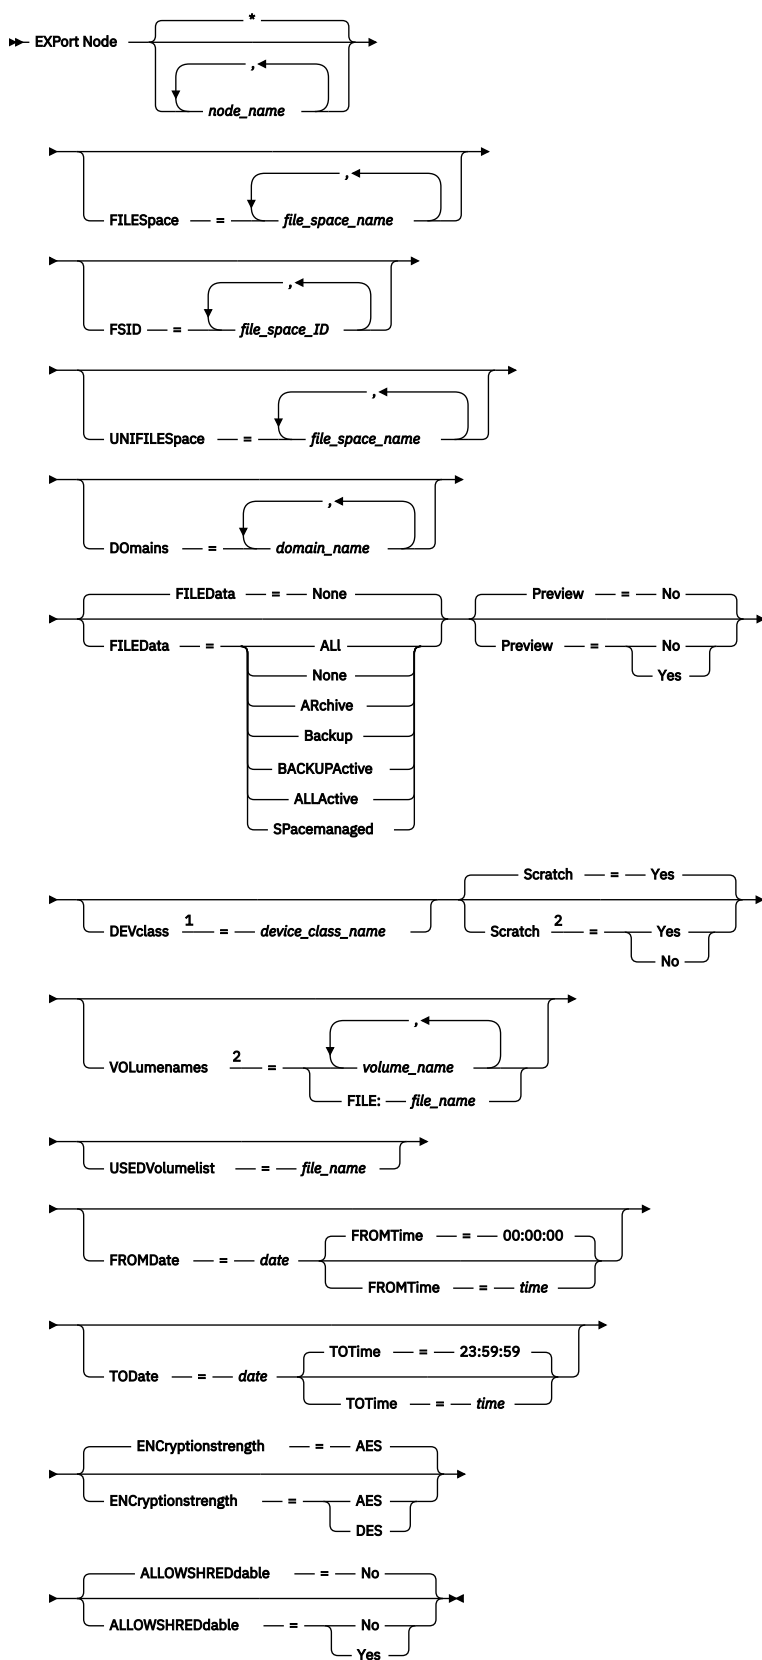 *
EXPort Node
,
node_name
,
FILESpace = file_space_name
,
FSID = file_space_ID
,
UNIFILESpace = file_space_name
,
DOmains = domain_name
FILEData = None Preview = No
FILEData = ALl Preview = No
None Yes
ARchive
Backup
BACKUPActive
ALLActive
SPacemanaged
Scratch = Yes
DEVclass 1 = device_class_name Scratch 2 = Yes
No
,
VOLumenames 2 = volume_name
FILE: file_name
USEDVolumelist = file_name
FROMTime = 00:00:00
FROMDate = date
FROMTime = time
TOTime = 23:59:59
TODate = date
TOTime = time
ENCryptionstrength = AES
ENCryptionstrength = AES
DES
ALLOWSHREDdable = No
ALLOWSHREDdable = No
Yes